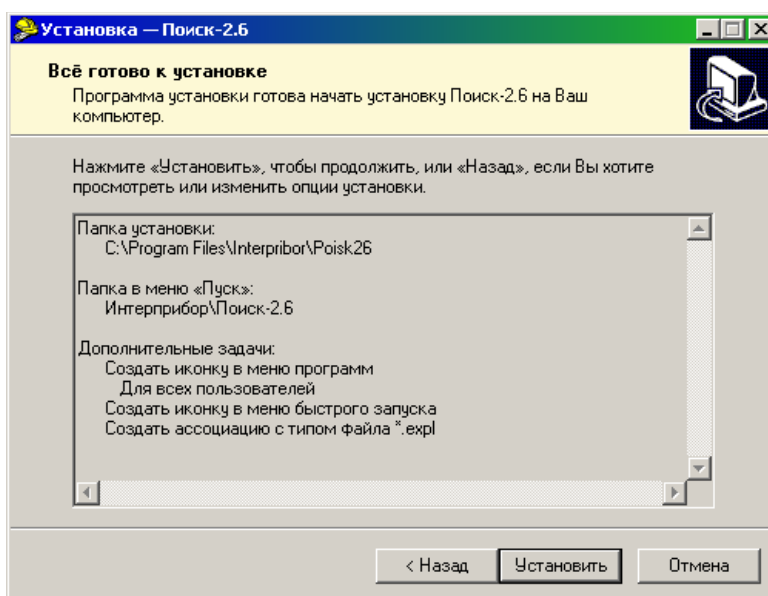 Установка — Поиск-2.6
Всё готово к установке
Программа установки готова начать установку Поиск-2.6 на Ваш
компьютер.
Нажмите «Установить», чтобы продолжить, или «Назад», если Вы хотите
просмотреть или изменить опции установки.
Папка установки:
C:\Program Files\Interpribor\Poisk26
Папка в меню «Пуск»:
Интерприбор\Поиск-2.6
Дополнительные задачи:
Создать иконку в меню программ
Для всех пользователей
Создать иконку в меню быстрого запуска
Создать ассоциацию с типом файла *.expl
< Назад
Установить
Отмена